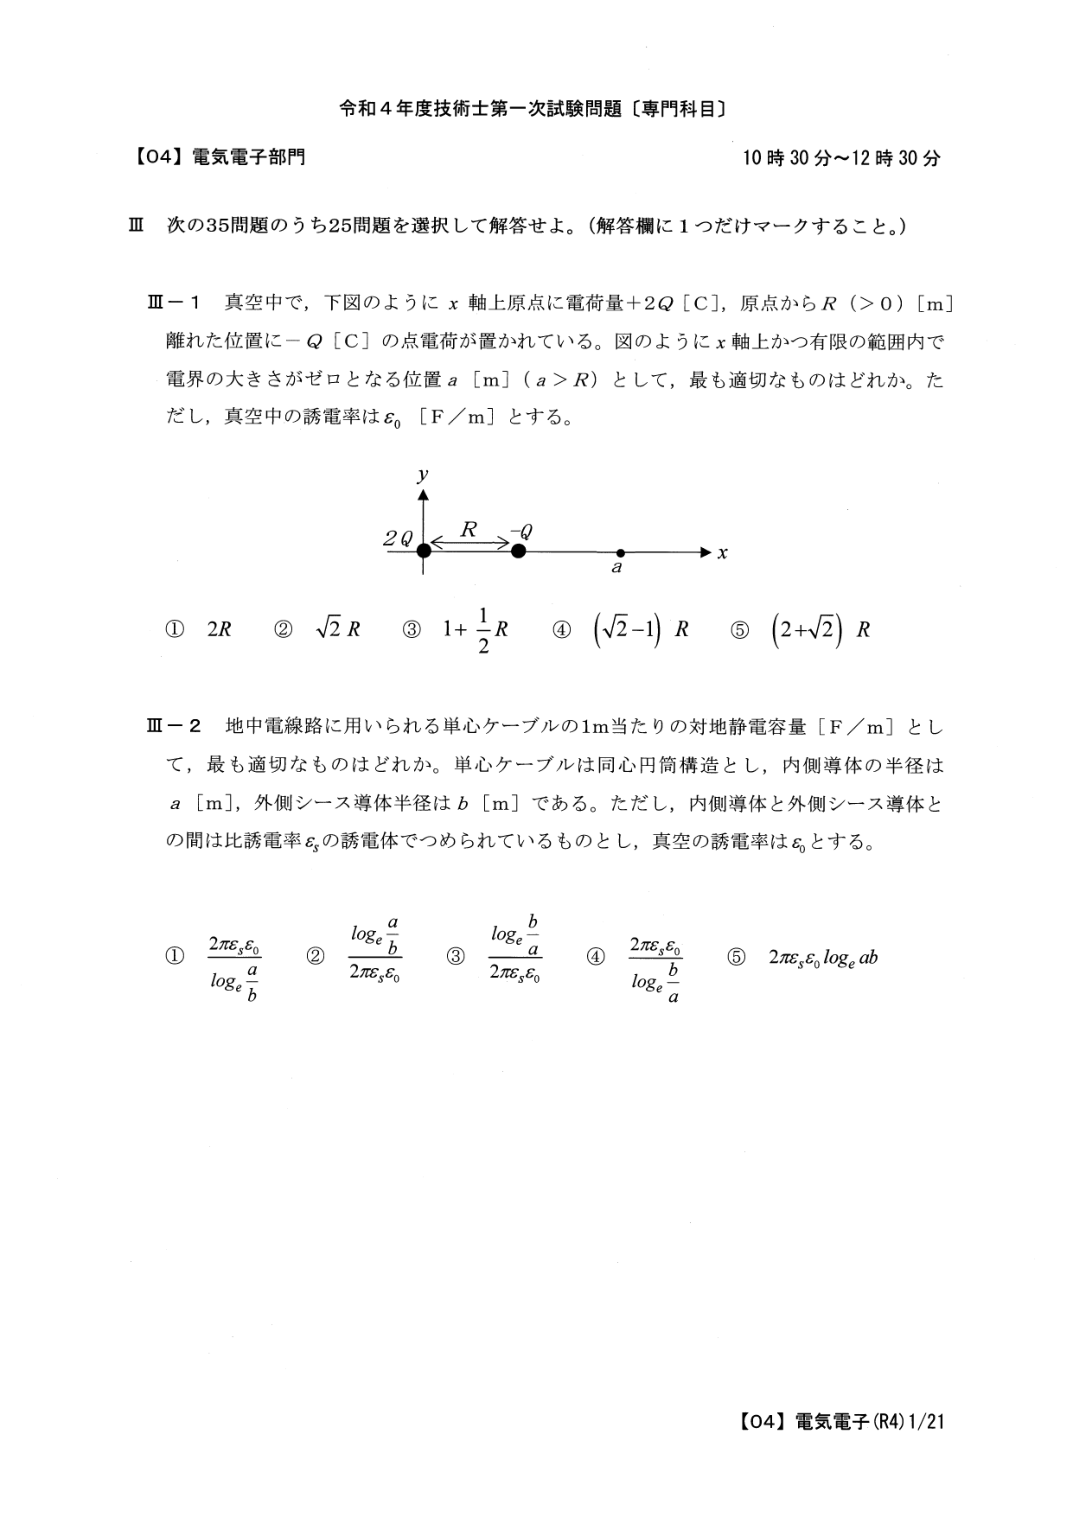 令和４年度技術士第一次試験問題〔専門科目〕
【04】電気電子部門 10時30分～12時30分
Ⅲ 次の35問題のうち25問題を選択して解答せよ。（解答欄に１つだけマークすること。）
Ⅲ－１ 真空中で，下図のように x 軸上原点に電荷量＋2Q［C］，原点から R（＞０）［m］
離れた位置に－Q［C］の点電荷が置かれている。図のように x 軸上かつ有限の範囲内で
電界の大きさがゼロとなる位置 a［m］（a＞R）として，最も適切なものはどれか。た
だし，真空中の誘電率は ε₀［F／m］とする。
y
2Q R -Q
x
a
① 2R ② √2 R ③ 1+ 1/2 R ④ (√2−1) R ⑤ (2+√2) R
Ⅲ－２ 地中電線路に用いられる単心ケーブルの1m当たりの対地静電容量［F／m］とし
て，最も適切なものはどれか。単心ケーブルは同心円筒構造とし，内側導体の半径は
a［m］，外側シース導体半径は b［m］である。ただし，内側導体と外側シース導体と
の間は比誘電率 εₛ の誘電体でつめられているものとし，真空の誘電率は ε₀ とする。
① 2πεₛε₀ / logₑ(a/b) ② logₑ(a/b) / 2πεₛε₀ ③ logₑ(b/a) / 2πεₛε₀ ④ 2πεₛε₀ / logₑ(b/a) ⑤ 2πεₛε₀ logₑ ab
【04】電気電子(R4)1/21